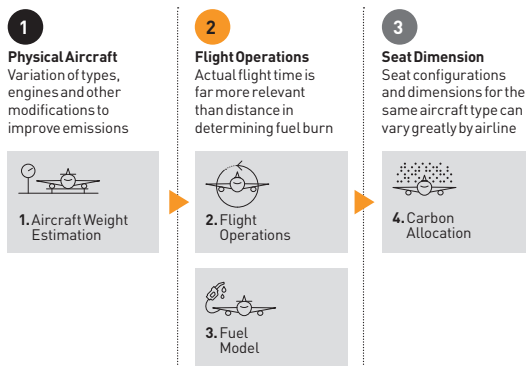 1
Physical Aircraft
Variation of types,
engines and other
modifications to
improve emissions
1. Aircraft Weight
Estimation
2
Flight Operations
Actual flight time is
far more relevant
than distance in
determining fuel burn
2. Flight
Operations
3. Fuel
Model
3
Seat Dimension
Seat configurations
and dimensions for the
same aircraft type can
vary greatly by airline
4. Carbon
Allocation